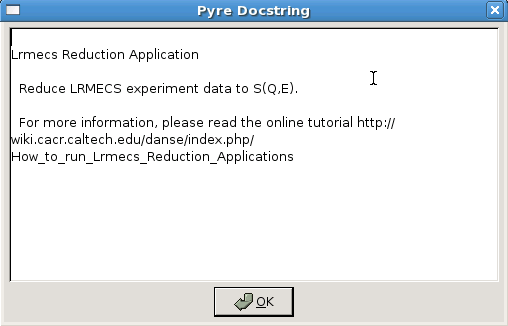 Pyre Docstring
Lrmecs Reduction Application
Reduce LRMECS experiment data to S(Q,E).
For more information, please read the online tutorial http://
wiki.cacr.caltech.edu/danse/index.php/
How_to_run_Lrmecs_Reduction_Applications
OK